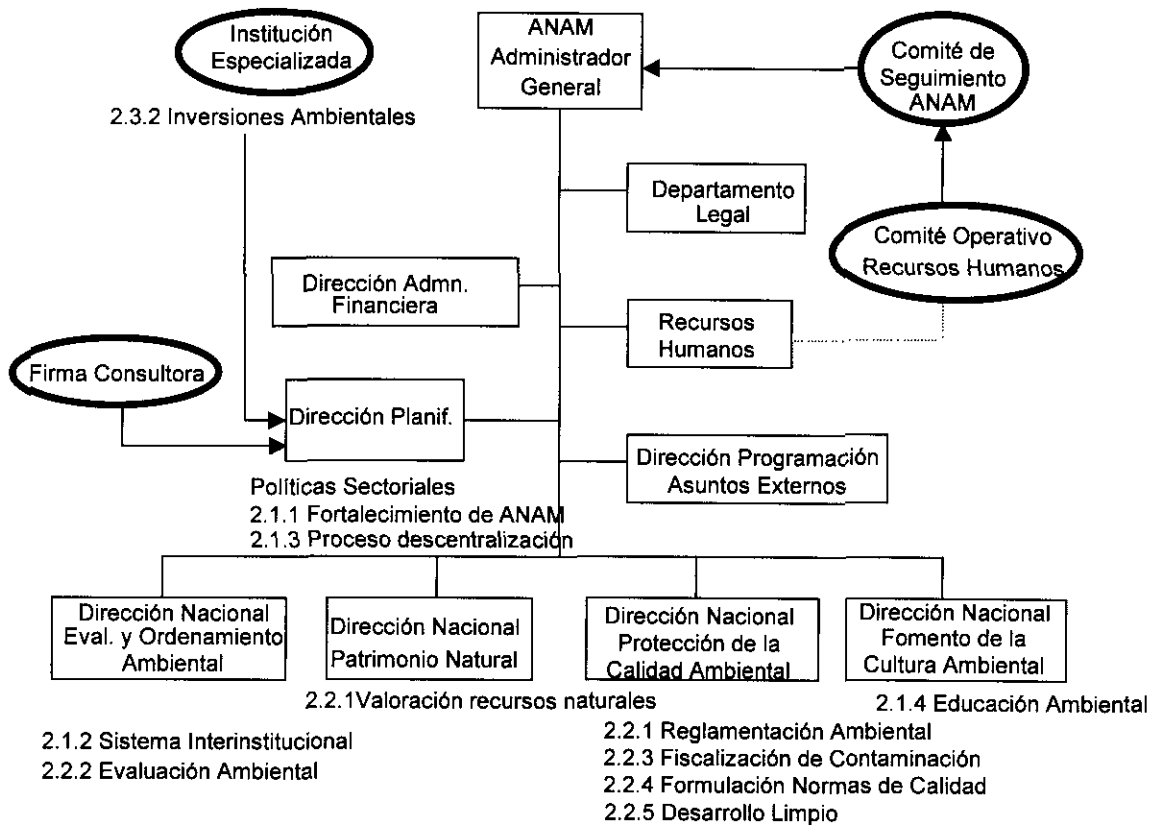 Institución
Especializada
2.3.2 Inversiones Ambientales
ANAM
Administrador
General
Comité de
Seguimiento
ANAM
Departamento
Legal
Comité Operativo
Recursos Humanos
Dirección Admn.
Financiera
Recursos
Humanos
Firma Consultora
Dirección Planif.
Dirección Programación
Asuntos Externos
Políticas Sectoriales
2.1.1 Fortalecimiento de ANAM
2.1.3 Proceso descentralización
Dirección Nacional
Eval. y Ordenamiento
Ambiental
Dirección Nacional
Patrimonio Natural
Dirección Nacional
Protección de la
Calidad Ambiental
Dirección Nacional
Fomento de la
Cultura Ambiental
2.2.1Valoración recursos naturales
2.1.4 Educación Ambiental
2.1.2 Sistema Interinstitucional
2.2.2 Evaluación Ambiental
2.2.1 Reglamentación Ambiental
2.2.3 Fiscalización de Contaminación
2.2.4 Formulación Normas de Calidad
2.2.5 Desarrollo Limpio